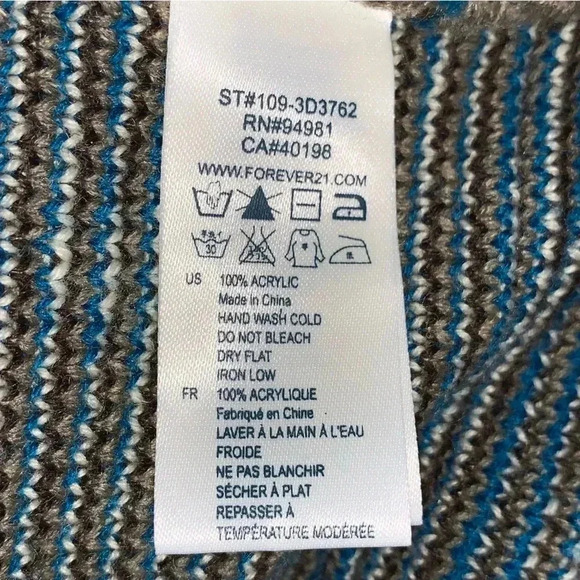 ST#109-3D3762
RN#94981
CA#40198
WWW.FOREVER21.COM
30
US 100% ACRYLIC
Made in China
HAND WASH COLD
DO NOT BLEACH
DRY FLAT
IRON LOW
FR 100% ACRYLIQUE
Fabriqué en Chine
LAVER À LA MAIN À L'EAU
FROIDE
NE PAS BLANCHIR
SÉCHER À PLAT
REPASSER À
TEMPÉRATURE MODÉRÉE